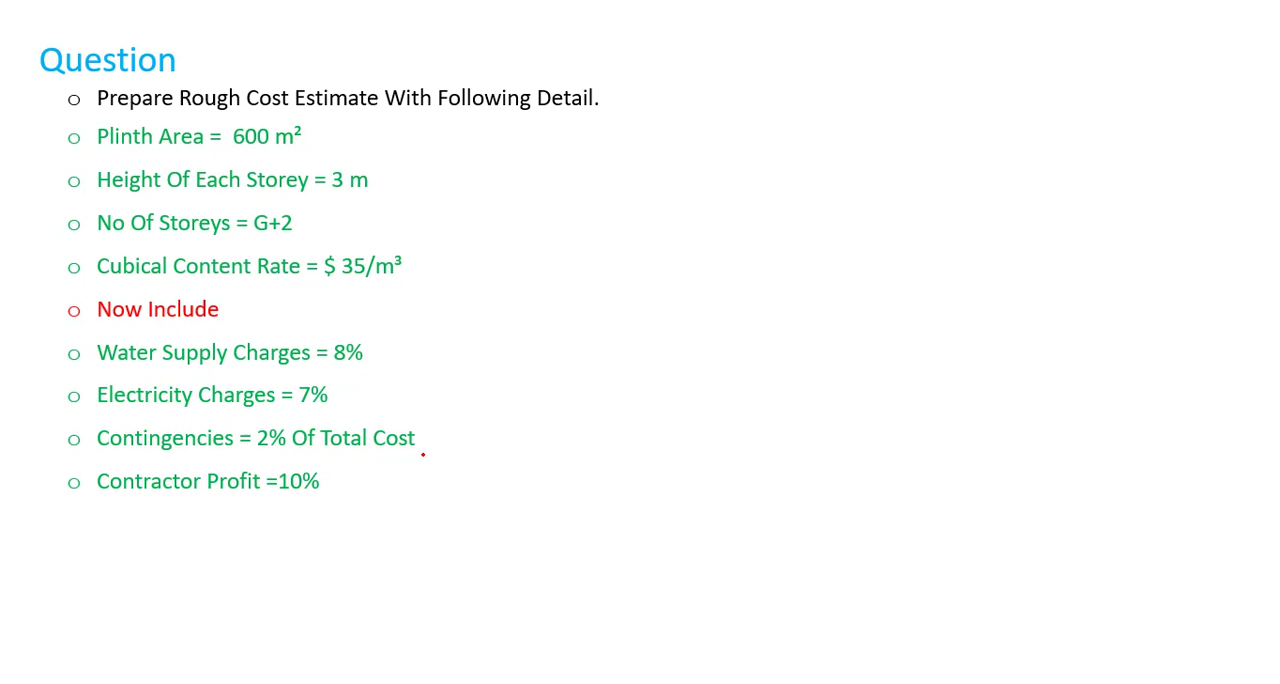 Question
o Prepare Rough Cost Estimate With Following Detail.
o Plinth Area = 600 m²
o Height Of Each Storey = 3 m
o No Of Storeys = G+2
o Cubical Content Rate = $ 35/m³
o Now Include
o Water Supply Charges = 8%
o Electricity Charges = 7%
o Contingencies = 2% Of Total Cost
o Contractor Profit =10%